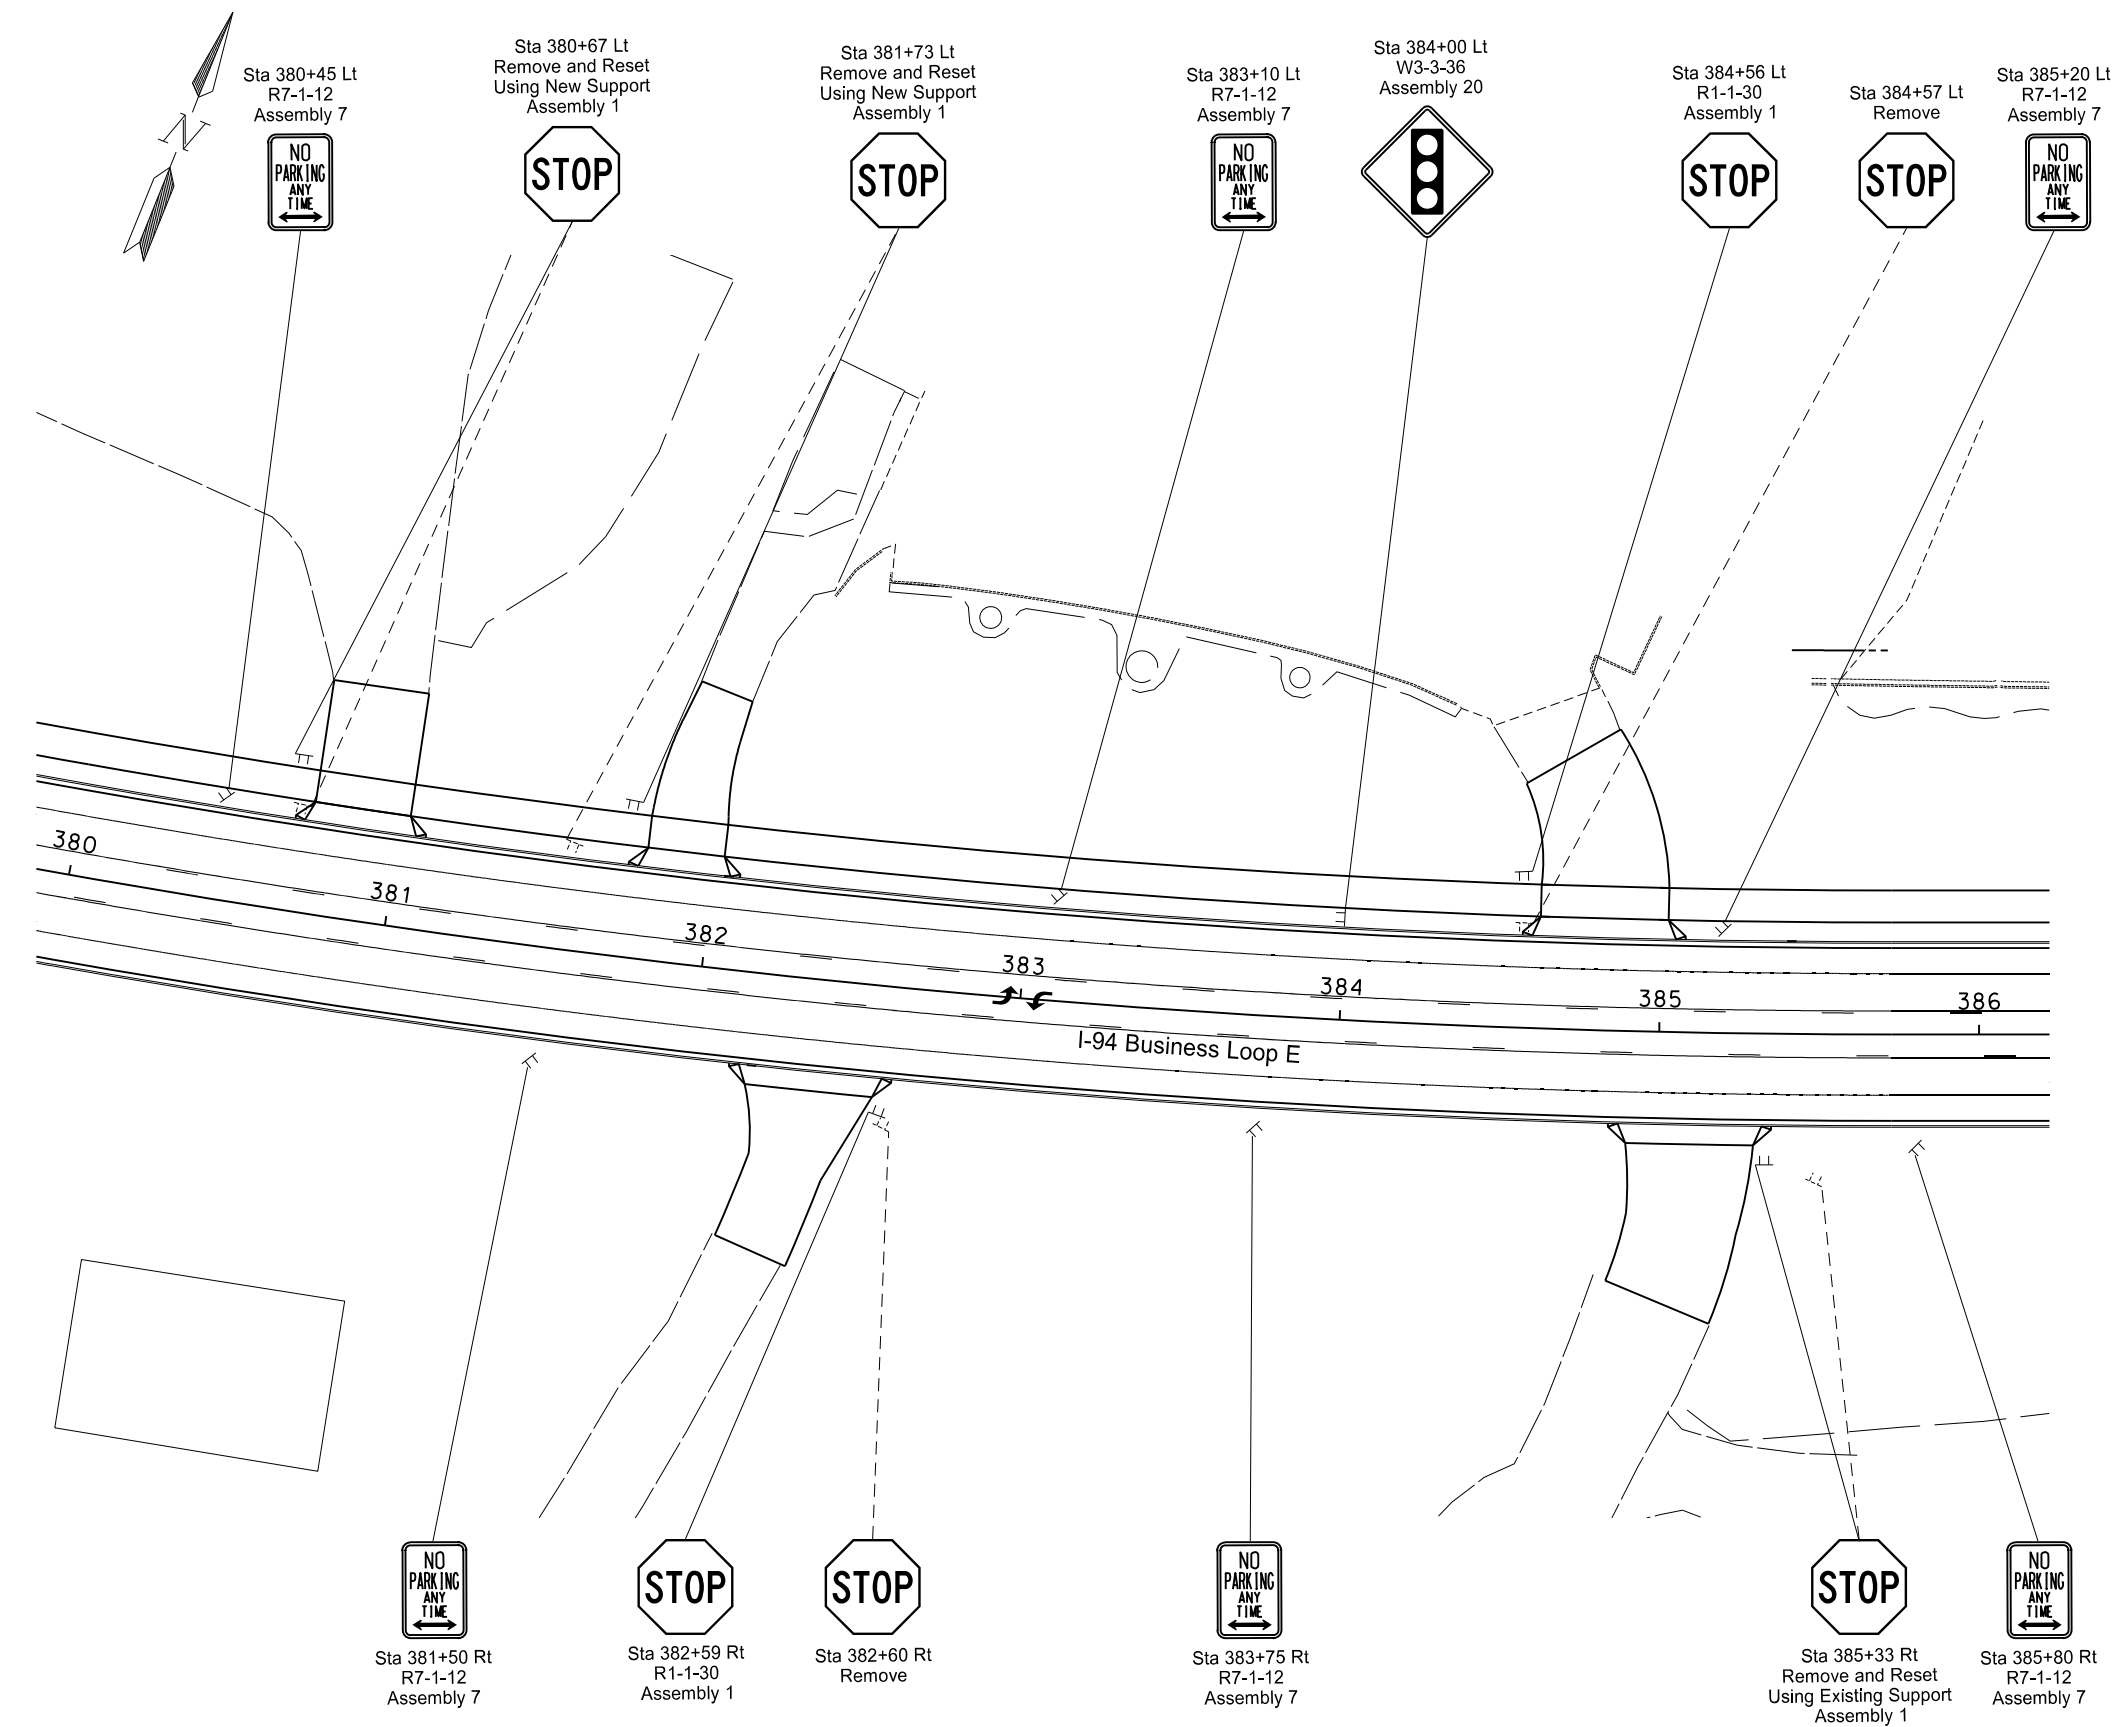 Sta 380+45 Lt
R7-1-12
Assembly 7
NO
PARKING
ANY
TIME
Sta 380+67 Lt
Remove and Reset
Using New Support
Assembly 1
STOP
Sta 381+73 Lt
Remove and Reset
Using New Support
Assembly 1
STOP
Sta 383+10 Lt
R7-1-12
Assembly 7
NO
PARKING
ANY
TIME
Sta 384+00 Lt
W3-3-36
Assembly 20
Sta 384+56 Lt
R1-1-30
Assembly 1
STOP
Sta 384+57 Lt
Remove
STOP
Sta 385+20 Lt
R7-1-12
Assembly 7
NO
PARKING
ANY
TIME
N
380
381
382
383
384
385
386
I-94 Business Loop E
NO
PARKING
ANY
TIME
Sta 381+50 Rt
R7-1-12
Assembly 7
STOP
Sta 382+59 Rt
R1-1-30
Assembly 1
STOP
Sta 382+60 Rt
Remove
NO
PARKING
ANY
TIME
Sta 383+75 Rt
R7-1-12
Assembly 7
STOP
Sta 385+33 Rt
Remove and Reset
Using Existing Support
Assembly 1
NO
PARKING
ANY
TIME
Sta 385+80 Rt
R7-1-12
Assembly 7